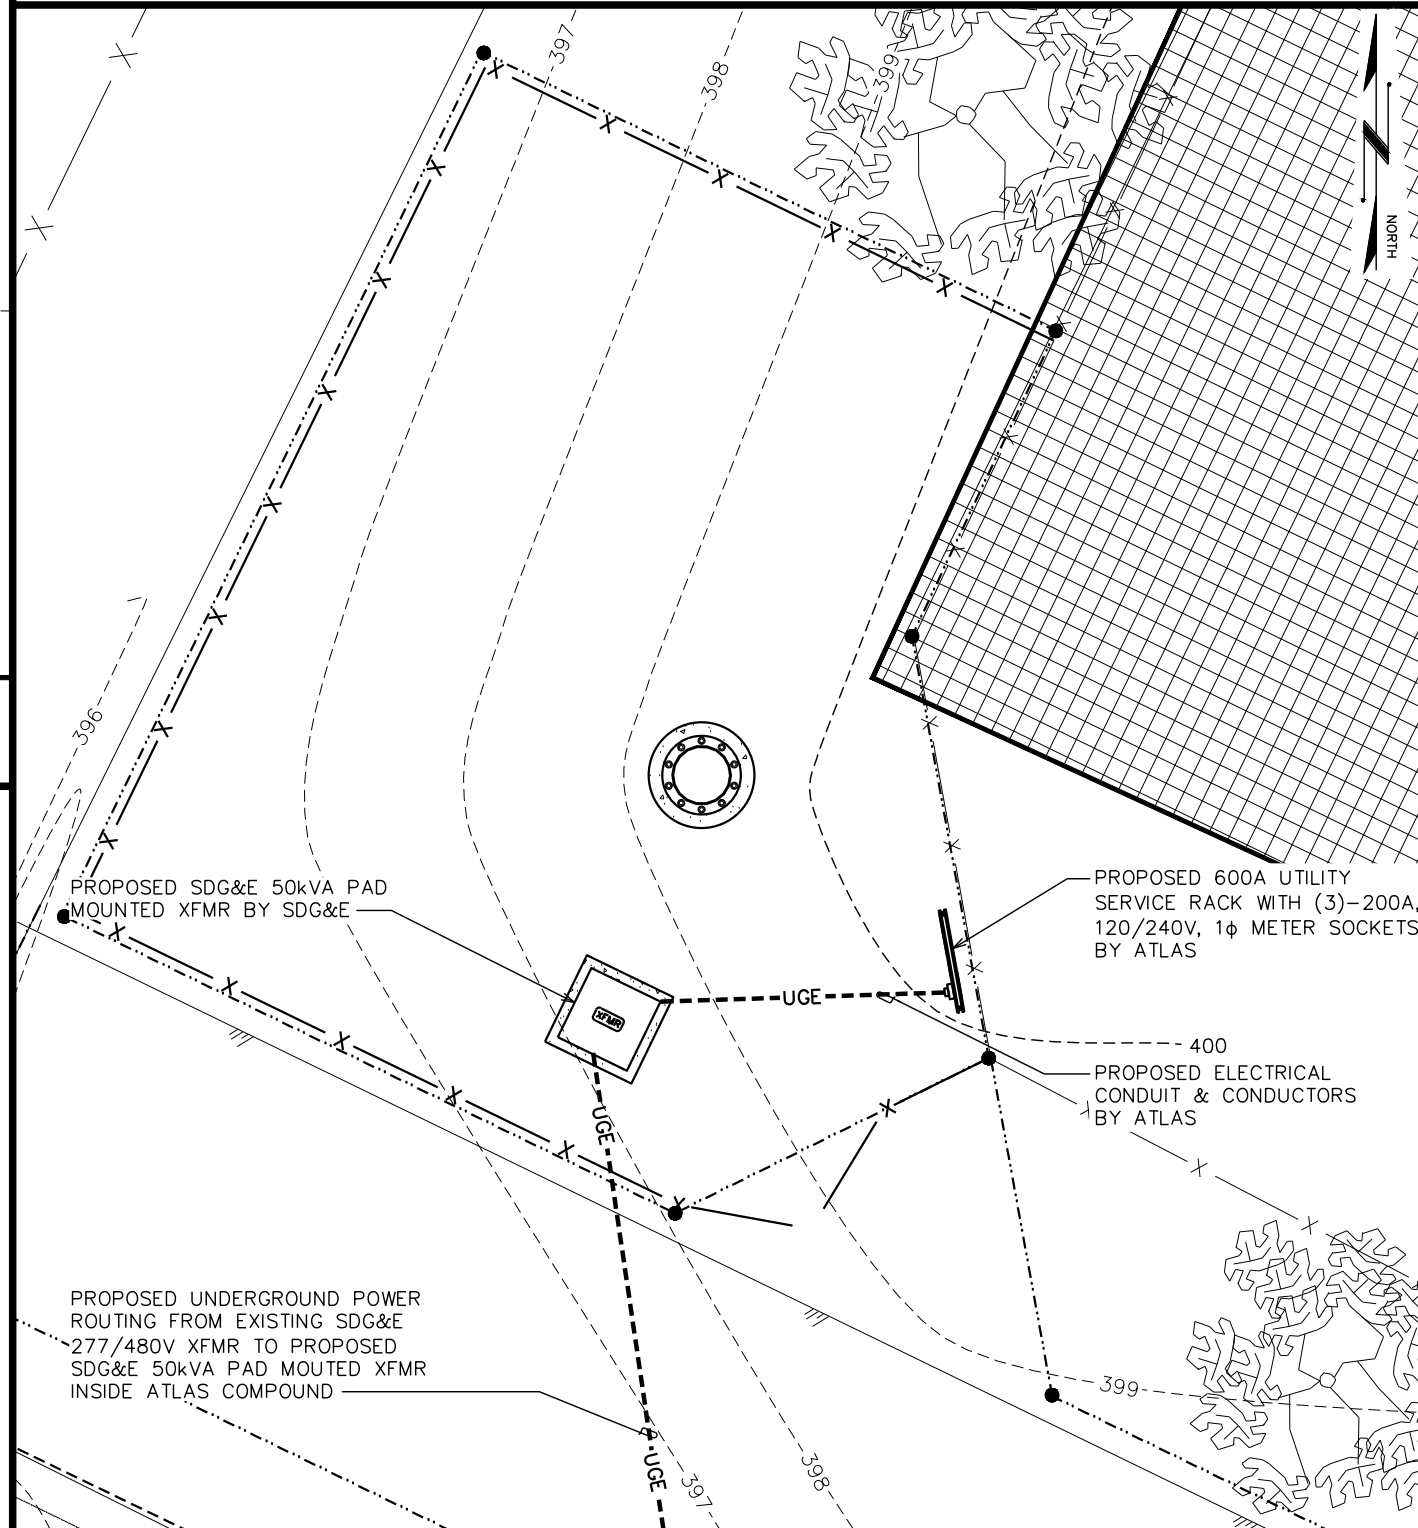 397
398
399
NORTH
396
PROPOSED SDG&E 50kVA PAD
MOUNTED XFMR BY SDG&E
PROPOSED 600A UTILITY
SERVICE RACK WITH (3)-200A,
120/240V, 1ϕ METER SOCKETS
BY ATLAS
XFMR
UGE
400
PROPOSED ELECTRICAL
CONDUIT & CONDUCTORS
BY ATLAS
UGE
PROPOSED UNDERGROUND POWER
ROUTING FROM EXISTING SDG&E
277/480V XFMR TO PROPOSED
SDG&E 50kVA PAD MOUTED XFMR
INSIDE ATLAS COMPOUND
399
UGE
397
398